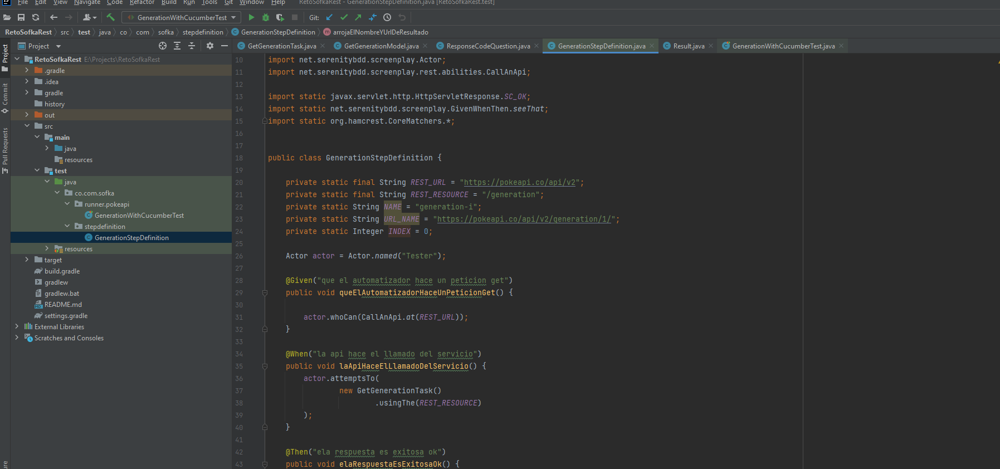 File Edit View Navigate Code Refactor Build Run Tools Git Window Help RetoSofkaRest - GenerationStepDefinition.java [RetoSofkaRest.test]
GenerationWithCucumberTest Git:
RetoSofkaRest src test java co com sofka stepdefinition GenerationStepDefinition arrojaElNombreYUrlDeResultado
Project
GetGenerationTask.java GetGenerationModel.java ResponseCodeQuestion.java GenerationStepDefinition.java Result.java GenerationWithCucumberTest.java
Project
Commit
Pull Requests
RetoSofkaRest E:\Projects\RetoSofkaRest
.gradle
.idea
gradle
history
out
src
main
java
resources
test
java
co.com.sofka
runner.pokeapi
GenerationWithCucumberTest
stepdefinition
GenerationStepDefinition
resources
target
build.gradle
gradlew
gradlew.bat
README.md
settings.gradle
External Libraries
Scratches and Consoles
10 import net.serenitybdd.screenplay.Actor;
11 import net.serenitybdd.screenplay.rest.abilities.CallAnApi;
12
13 import static javax.servlet.http.HttpServletResponse.SC_OK;
14 import static net.serenitybdd.screenplay.GivenWhenThen.seeThat;
15 import static org.hamcrest.CoreMatchers.*;
16
17
18 public class GenerationStepDefinition {
19
20 private static final String REST_URL = "https://pokeapi.co/api/v2";
21 private static final String REST_RESOURCE = "/generation";
22 private static String NAME = "generation-i";
23 private static String URL_NAME = "https://pokeapi.co/api/v2/generation/1/";
24 private static Integer INDEX = 0;
25
26 Actor actor = Actor.named("Tester");
27
28 @Given("que el automatizador hace un peticion get")
29 public void queElAutomatizadorHaceUnPeticionGet() {
30
31 actor.whoCan(CallAnApi.at(REST_URL));
32 }
33
34 @When("la api hace el llamado del servicio")
35 public void laApiHaceElLlamadoDelServicio() {
36 actor.attemptsTo(
37 new GetGenerationTask()
38 .usingThe(REST_RESOURCE)
39 );
40 }
41
42 @Then("ela respuesta es exitosa ok")
43 public void elaRespuestaEsExitosaOk() {